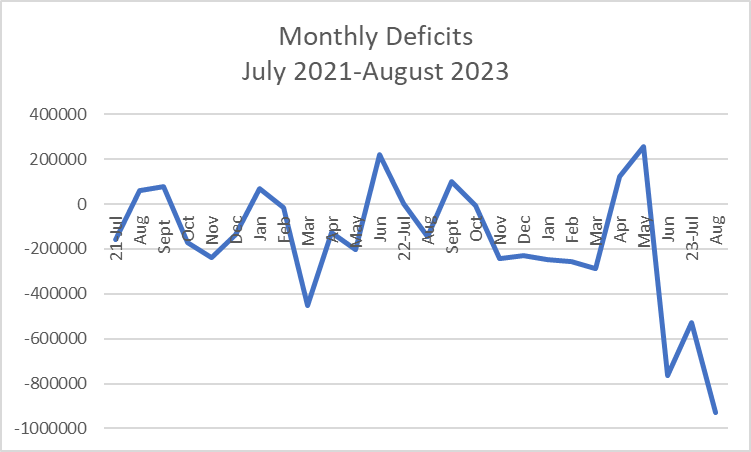 Monthly Deficits
July 2021-August 2023
400000
200000
0
-200000
-400000
-600000
-800000
-1000000
21-Jul
Aug
Sept
Oct
Nov
Dec
Jan
Feb
Mar
Apr
May
Jun
22-Jul
Aug
Sept
Oct
Nov
Dec
Jan
Feb
Mar
Apr
May
Jun
23-Jul
Aug